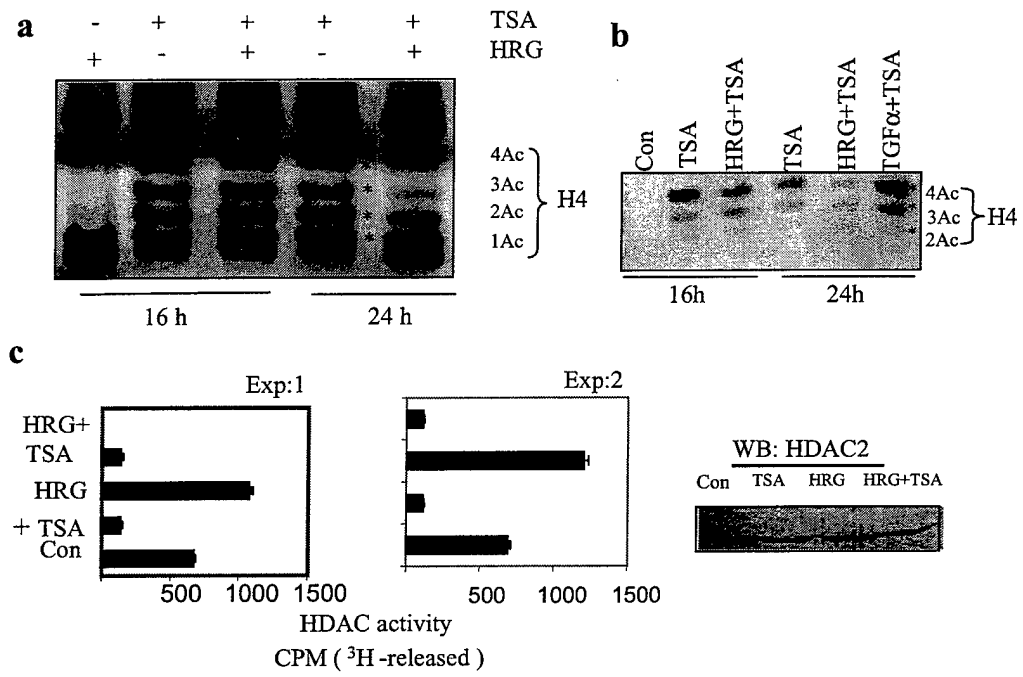 a
- + + + + TSA
+ - + - + HRG
4Ac
3Ac *
2Ac * H4
1Ac *
16 h 24 h
b
Con TSA HRG+TSA TSA HRG+TSA TGFα+TSA
4Ac *
3Ac * H4
2Ac *
16h 24h
c
Exp:1 Exp:2
HRG+
TSA
HRG
+ TSA
Con
500 1000 1500 500 1000 1500
HDAC activity
CPM ( ³H -released )
WB: HDAC2
Con TSA HRG HRG+TSA